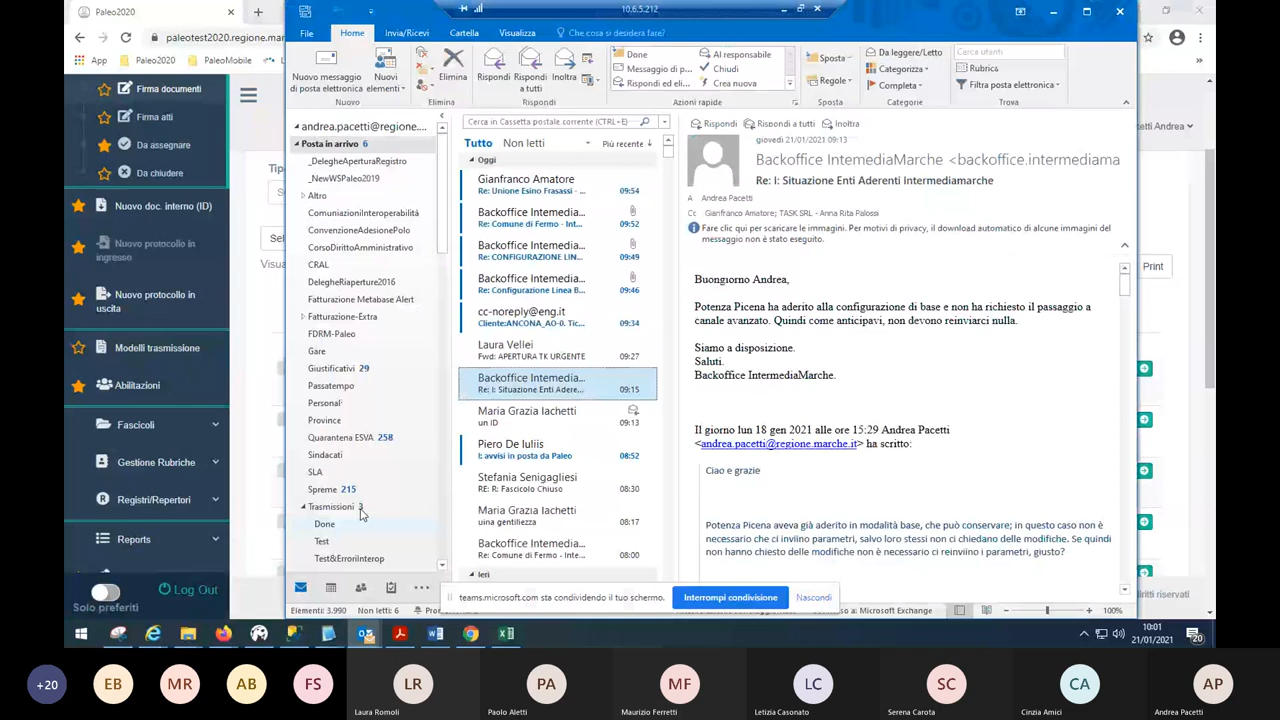 Paleo2020
paleotest2020.regione.mar
App
Paleo2020
PaleoMobile
Firma documenti
Firma atti
Da assegnare
Da chiudere
Nuovo doc. interno (ID)
Nuovo protocollo in
ingresso
Nuovo protocollo in
uscita
Modelli trasmissione
Abilitazioni
Fascicoli
Gestione Rubriche
Registri/Repertori
Reports
Log Out
Solo preferiti
10.6.5.212
File
Home
Invia/Ricevi
Cartella
Visualizza
Che cosa si desidera fare?
Nuovo messaggio
di posta elettronica
Nuovi
elementi
Nuovo
Elimina
Elimina
Rispondi
Rispondi
a tutti
Inoltra
Rispondi
Done
Messaggio di p...
Rispondi ed eli...
Al responsabile
Chiudi
Crea nuova
Azioni rapide
Sposta
Regole
Sposta
Da leggere/Letto
Categorizza
Completa
Categorie
Cerca utenti
Rubrica
Filtra posta elettronica
Trova
andrea.pacetti@regione....
Posta in arrivo 6
_DelegheAperturaRegistro
_NewWSPaleo2019
Altro
ComuniazioniInteroperabilità
ConvenzioneAdesionePolo
CorsoDirittoAmministrativo
CRAL
DelegheRiaperture2016
Fatturazione Metabase Alert
Fatturazione-Extra
FDRM-Paleo
Gare
Giustificativi 29
Passatempo
Personal'
Province
Quarantena ESVA 258
Sindacati
SLA
Spreme 215
Trasmissioni 3
Done
Test
Test&ErroriInterop
Cerca in Cassetta postale corrente (CTRL+E)
Tutto
Non letti
Più recente
Oggi
Gianfranco Amatore
Re: Unione Esino Frasassi - ...
09:54
Backoffice Intemedia...
Re: Comune di Fermo - Int...
09:52
Backoffice Intemedia...
Re: CONFIGURAZIONE LIN...
09:49
Backoffice Intemedia...
Re: Configurazione Linea B...
09:46
cc-noreply@eng.it
Cliente:ANCONA_AO-0. Tic...
09:34
Laura Vellei
Fwd: APERTURA TK URGENTE
09:27
Backoffice Intemedia...
Re: I: Situazione Enti Adere...
09:15
Maria Grazia Iachetti
un ID
09:13
Piero De Iuliis
I: avvisi in posta da Paleo
08:52
Stefania Senigagliesi
RE: R: Fascicolo Chiuso
08:30
Maria Grazia Iachetti
uina gentiliezza
08:17
Backoffice Intemedia...
Re: Comune di Fermo - Int...
08:00
Ieri
Rispondi
Rispondi a tutti
Inoltra
giovedì 21/01/2021 09:13
Backoffice IntemediaMarche <backoffice.intermediama
Re: I: Situazione Enti Aderenti Intermediamarche
A Andrea Pacetti
Cc Gianfranco Amatore; TASK SRL - Anna Rita Palossi
Fare clic qui per scaricare le immagini. Per motivi di privacy, il download automatico di alcune immagini del
messaggio non è stato eseguito.
Buongiorno Andrea,
Potenza Picena ha aderito alla configurazione di base e non ha richiesto il passaggio a
canale avanzato. Quindi come anticipavi, non devono reinviarci nulla.
Siamo a disposizione.
Saluti.
Backoffice IntermediaMarche.
Il giorno lun 18 gen 2021 alle ore 15:29 Andrea Pacetti
<andrea.pacetti@regione.marche.it> ha scritto:
Ciao e grazie
Potenza Picena aveva già aderito in modalità base, che può conservare; in questo caso non è
necessario che ci inviino parametri, salvo loro stessi non ci chiedano delle modifiche. Se quindi
non hanno chiesto delle modifiche non è necessario ci reinviino i parametri, giusto?
teams.microsoft.com sta condividendo il tuo schermo.
Interrompi condivisione
Nascondi
Elementi: 3.990
Non letti: 6
Microsoft Exchange
100%
Print
10:01
21/01/2021
20
+20
EB
MR
AB
FS
LR
Laura Romoli
PA
Paolo Aletti
MF
Maurizio Ferretti
LC
Letizia Casonato
SC
Serena Carota
CA
Cinzia Amici
AP
Andrea Pacetti